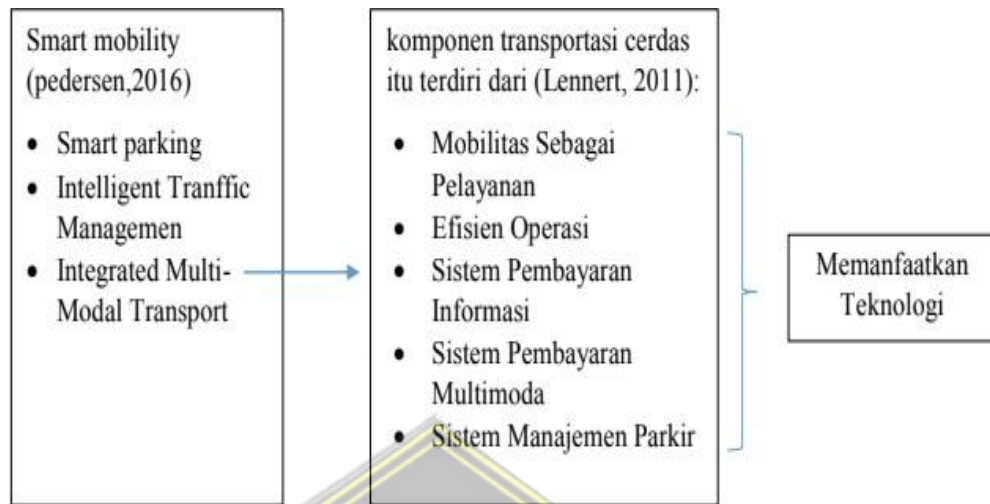 Smart mobility
(pedersen,2016)
• Smart parking
• Intelligent Tranffic
Managemen
• Integrated Multi-
Modal Transport
komponen transportasi cerdas
itu terdiri dari (Lennert, 2011):
• Mobilitas Sebagai
Pelayanan
• Efisien Operasi
• Sistem Pembayaran
Informasi
• Sistem Pembayaran
Multimoda
• Sistem Manajemen Parkir
Memanfaatkan
Teknologi